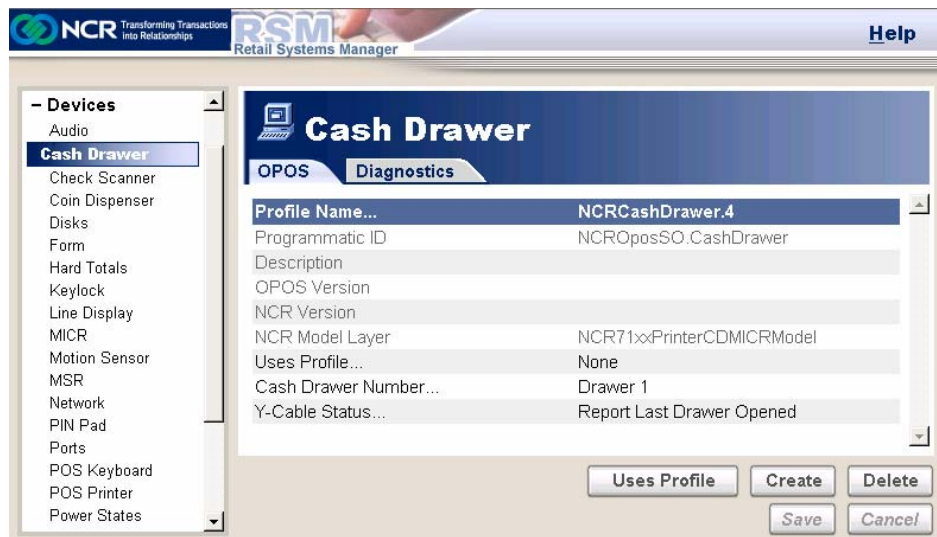 NCR Transforming Transactions into Relationships
RSM
Retail Systems Manager
Help
– Devices
Audio
Cash Drawer
Check Scanner
Coin Dispenser
Disks
Form
Hard Totals
Keylock
Line Display
MICR
Motion Sensor
MSR
Network
PIN Pad
Ports
POS Keyboard
POS Printer
Power States
Cash Drawer
OPOS Diagnostics
Profile Name... NCRCashDrawer.4
Programmatic ID NCROposSO.CashDrawer
Description
OPOS Version
NCR Version
NCR Model Layer NCR71xxPrinterCDMICRModel
Uses Profile... None
Cash Drawer Number... Drawer 1
Y-Cable Status... Report Last Drawer Opened
Uses Profile Create Delete
Save Cancel